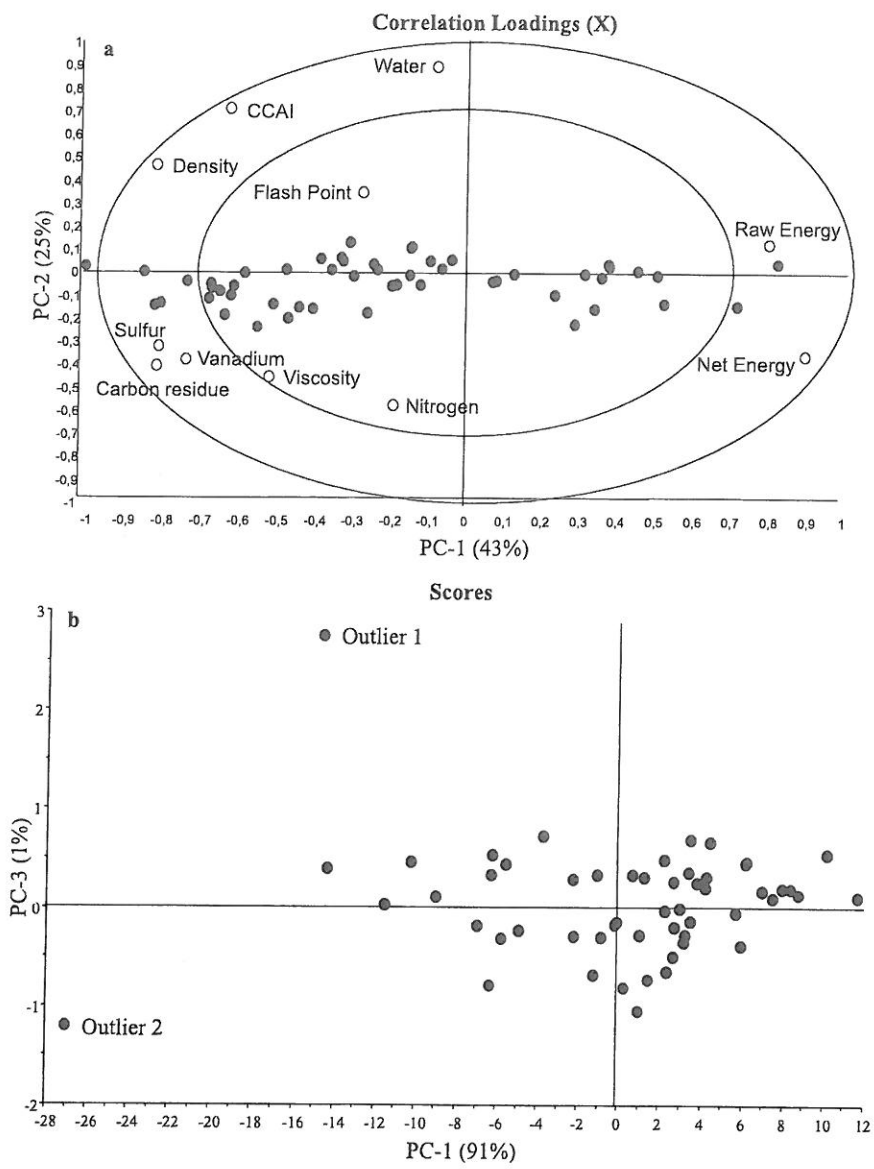 Correlation Loadings (X)
a
1
0,9
0,8
0,7
0,6
0,5
0,4
0,3
0,2
0,1
0
-0,1
-0,2
-0,3
-0,4
-0,5
-0,6
-0,7
-0,8
-0,9
-1
PC-2 (25%)
Water
CCAI
Density
Flash Point
Raw Energy
Sulfur
Vanadium
Carbon residue
Viscosity
Nitrogen
Net Energy
-1 -0,9 -0,8 -0,7 -0,6 -0,5 -0,4 -0,3 -0,2 -0,1 0 0,1 0,2 0,3 0,4 0,5 0,6 0,7 0,8 0,9 1
PC-1 (43%)
Scores
b
3
2
1
0
-1
-2
PC-3 (1%)
Outlier 1
Outlier 2
-28 -26 -24 -22 -20 -18 -16 -14 -12 -10 -8 -6 -4 -2 0 2 4 6 8 10 12
PC-1 (91%)